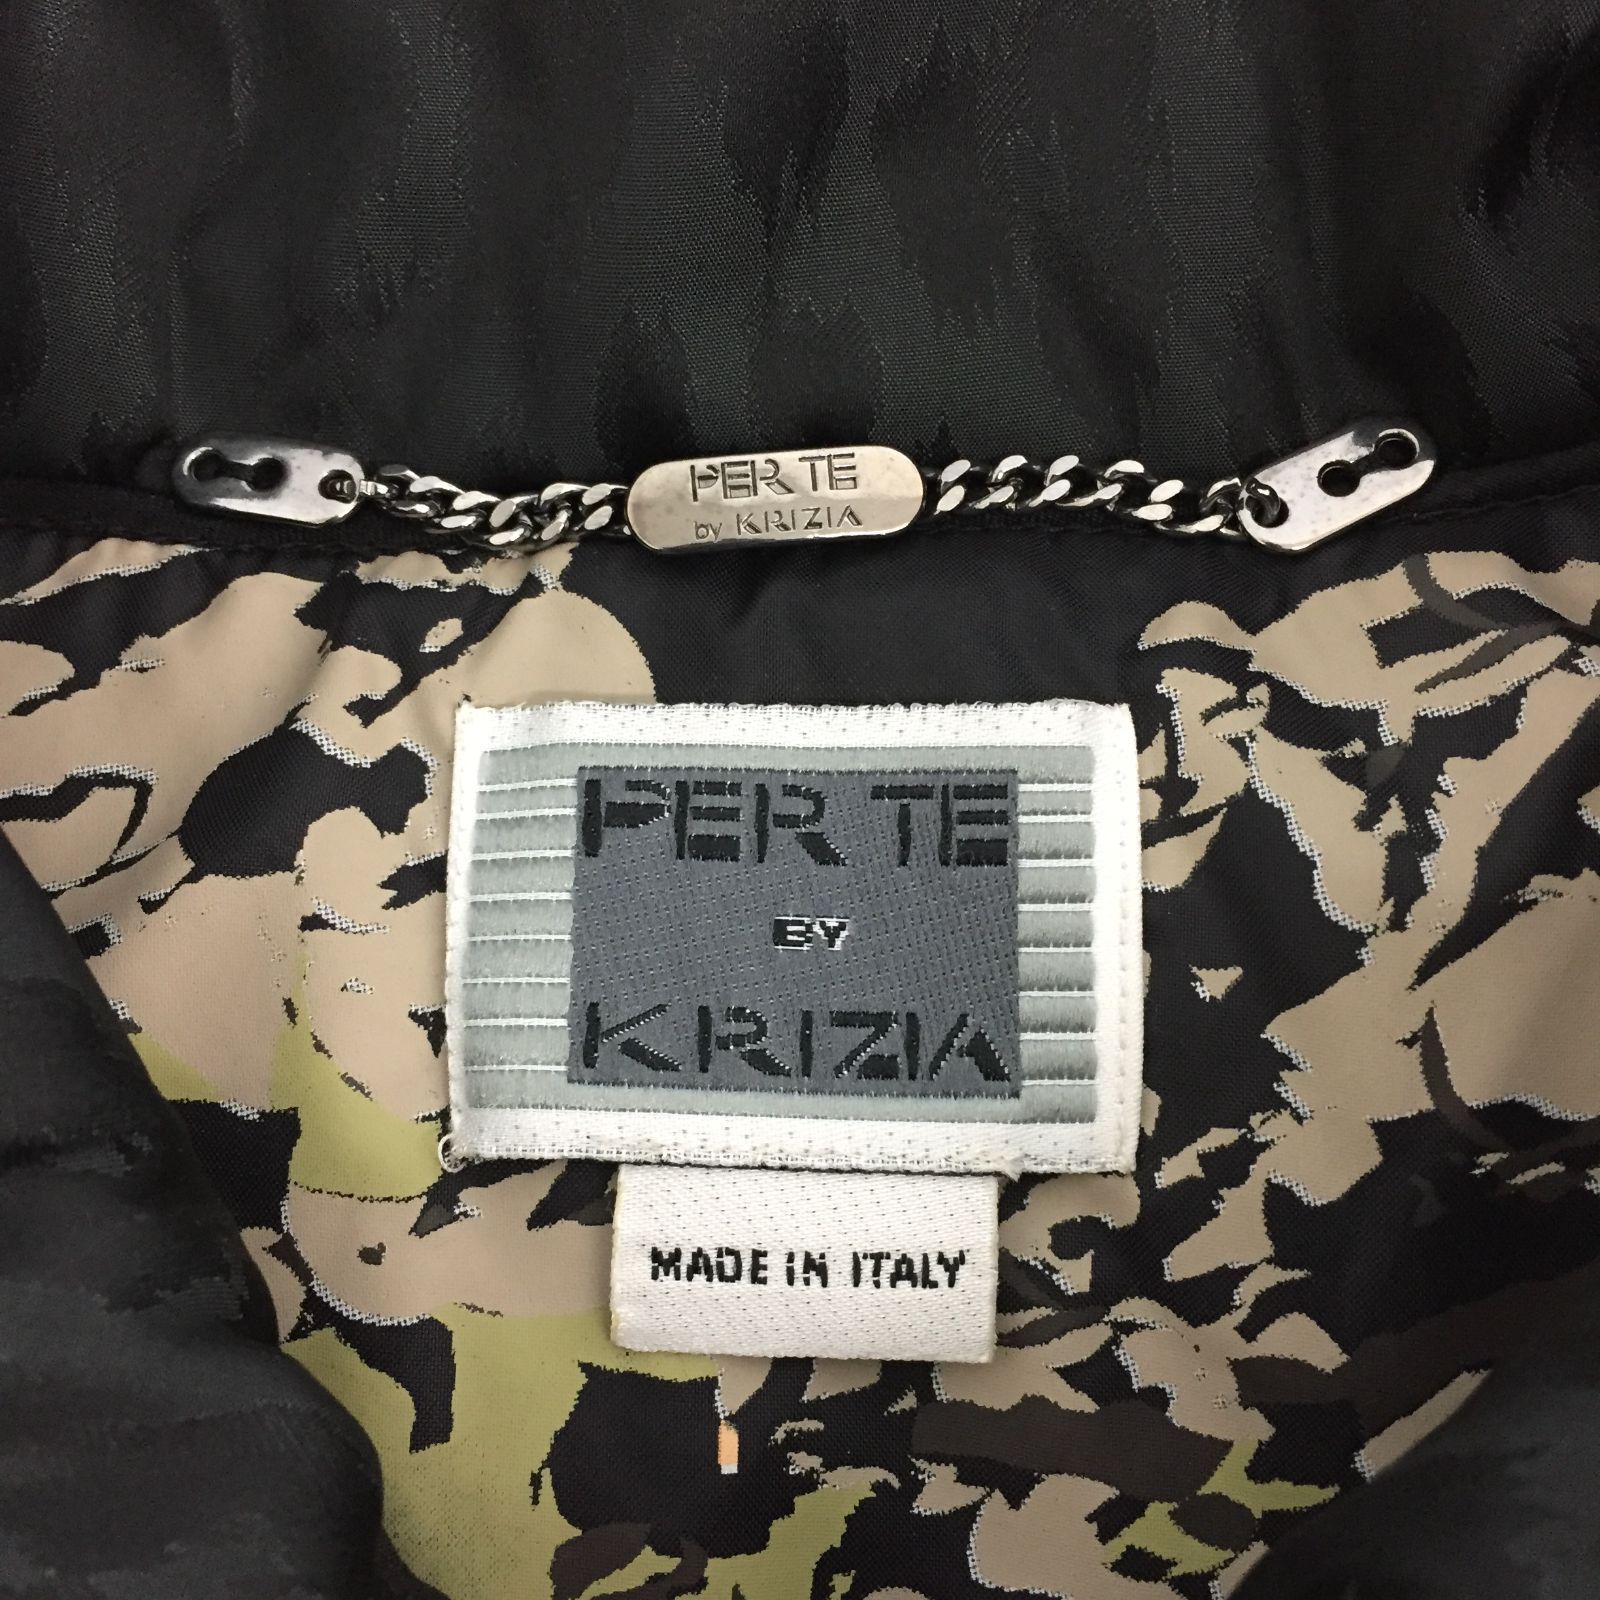 PER TE
by KRIZIA
PER TE
BY
KRIZIA
MADE IN ITALY